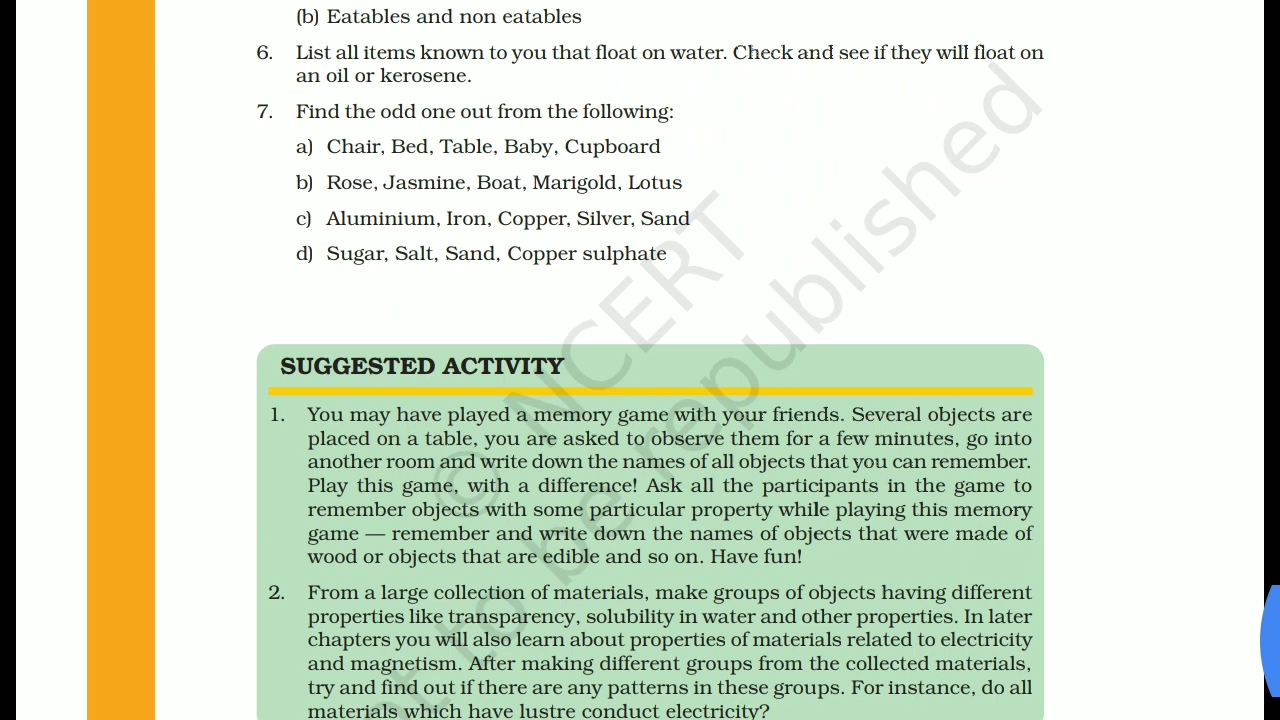 (b) Eatables and non eatables
6. List all items known to you that float on water. Check and see if they will float on
an oil or kerosene.
7. Find the odd one out from the following:
a) Chair, Bed, Table, Baby, Cupboard
b) Rose, Jasmine, Boat, Marigold, Lotus
c) Aluminium, Iron, Copper, Silver, Sand
d) Sugar, Salt, Sand, Copper sulphate
SUGGESTED ACTIVITY
1. You may have played a memory game with your friends. Several objects are
placed on a table, you are asked to observe them for a few minutes, go into
another room and write down the names of all objects that you can remember.
Play this game, with a difference! Ask all the participants in the game to
remember objects with some particular property while playing this memory
game — remember and write down the names of objects that were made of
wood or objects that are edible and so on. Have fun!
2. From a large collection of materials, make groups of objects having different
properties like transparency, solubility in water and other properties. In later
chapters you will also learn about properties of materials related to electricity
and magnetism. After making different groups from the collected materials,
try and find out if there are any patterns in these groups. For instance, do all
materials which have lustre conduct electricity?
© NCERT
to be republished